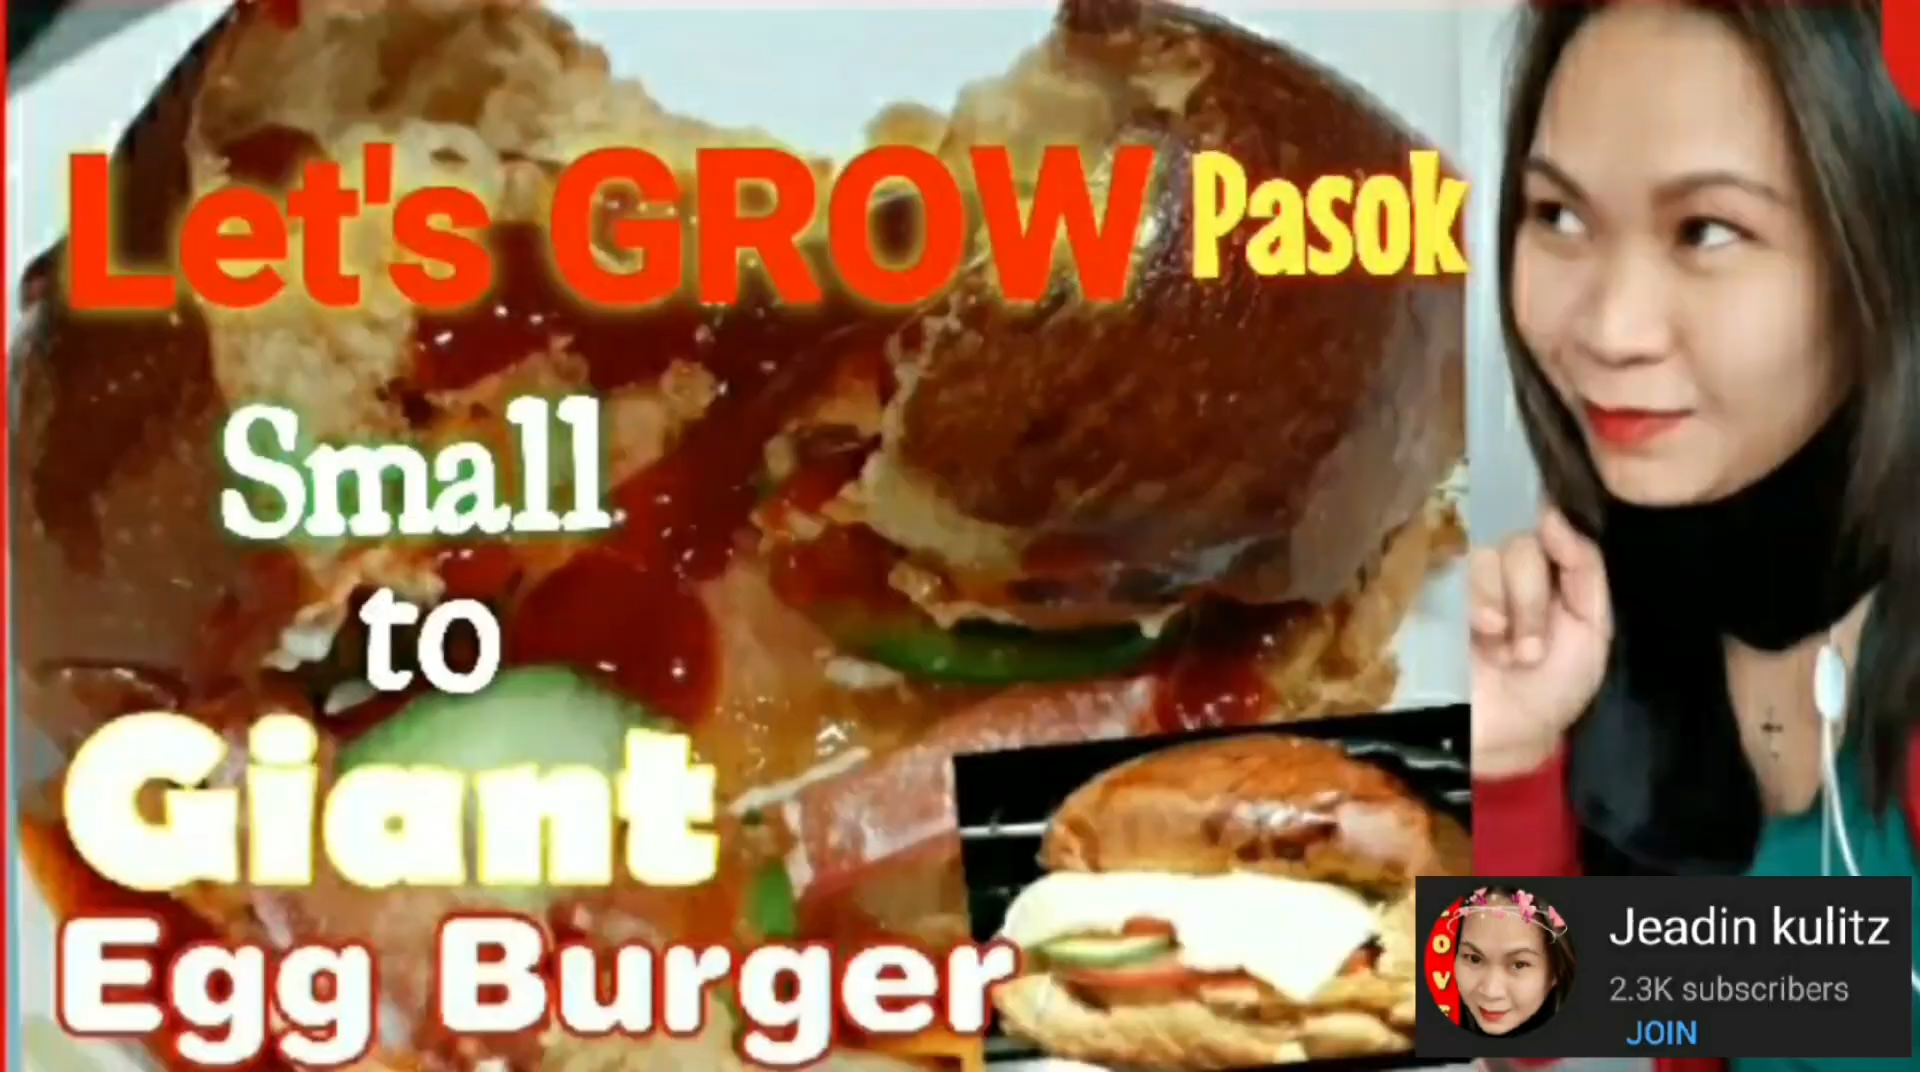 Let's GROW Pasok
Small
to
Giant
Egg Burger
Jeadin kulitz
2.3K subscribers
JOIN